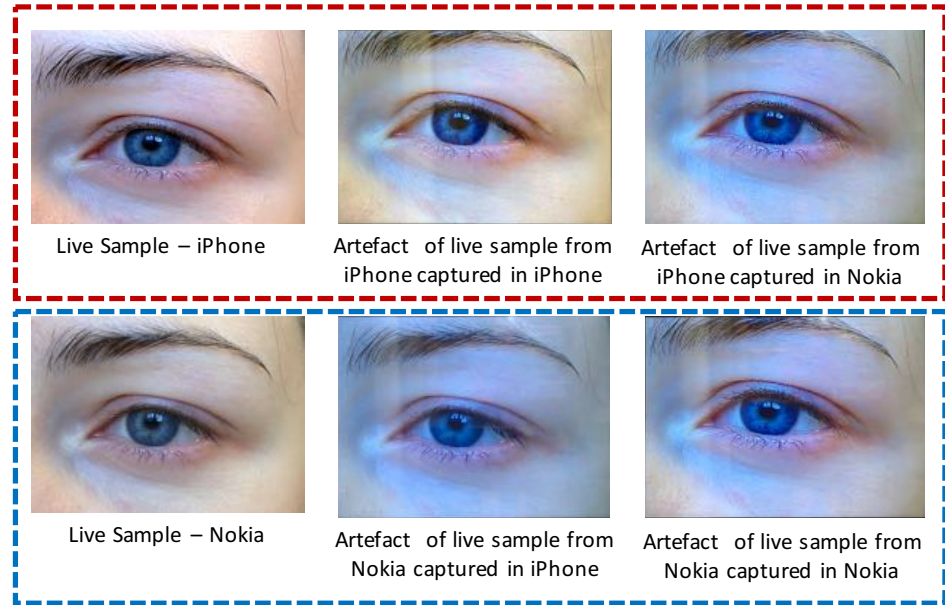 Live Sample – iPhone
Artefact of live sample from
iPhone captured in iPhone
Artefact of live sample from
iPhone captured in Nokia
Live Sample – Nokia
Artefact of live sample from
Nokia captured in iPhone
Artefact of live sample from
Nokia captured in Nokia